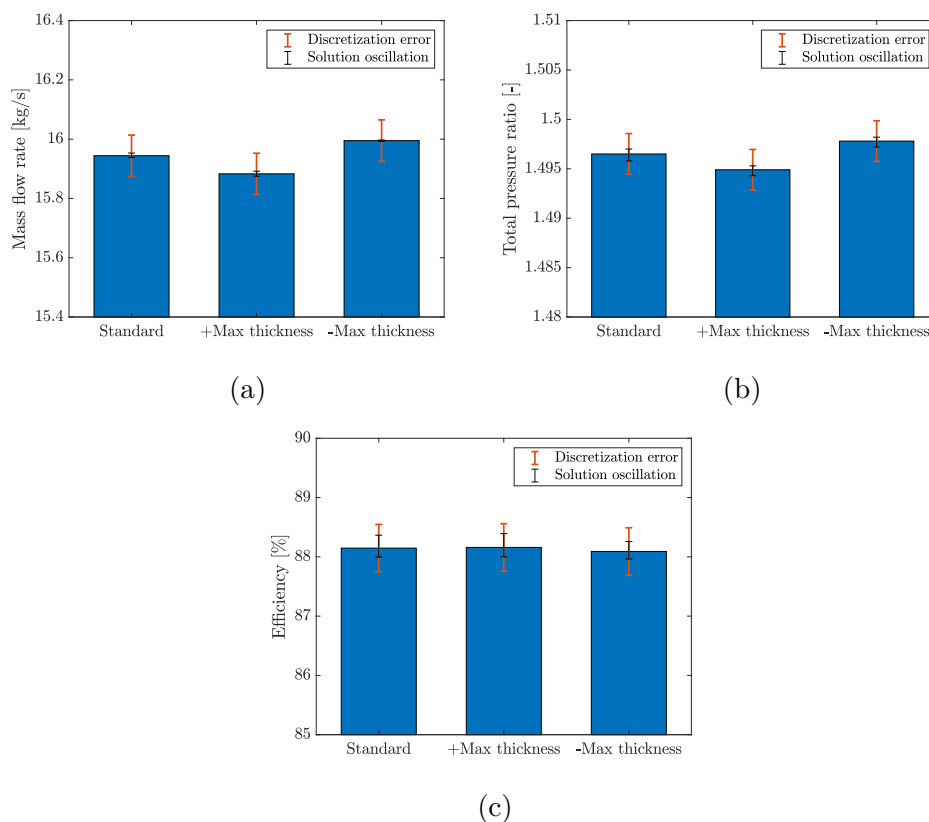 16.4
16.2
16
15.8
15.6
15.4
Mass flow rate [kg/s]
Discretization error
Solution oscillation
Standard
+Max thickness
-Max thickness
(a)
1.51
1.505
1.5
1.495
1.49
1.485
1.48
Total pressure ratio [-]
Discretization error
Solution oscillation
Standard
+Max thickness
-Max thickness
(b)
90
89
88
87
86
85
Efficiency [%]
Discretization error
Solution oscillation
Standard
+Max thickness
-Max thickness
(c)